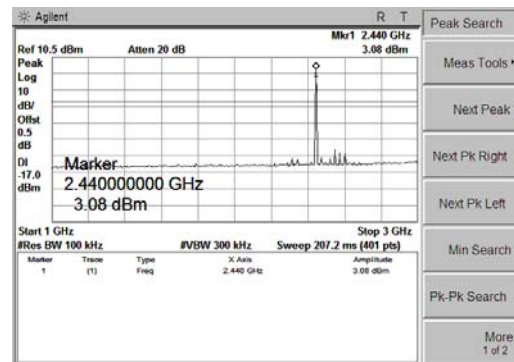 Agilent R T
Mkr1 2.440 GHz
Ref 10.5 dBm Atten 20 dB 3.08 dBm
Peak
Log
10
dB/
Offst
0.5
dB
DI
-17.0
dBm
Marker
2.440000000 GHz
3.08 dBm
1
Start 1 GHz Stop 3 GHz
#Res BW 100 kHz #VBW 300 kHz Sweep 207.2 ms (401 pts)
Marker Trace Type X Axis Amplitude
1 (1) Freq 2.440 GHz 3.08 dBm
Peak Search
Meas Tools
Next Peak
Next Pk Right
Next Pk Left
Min Search
Pk-Pk Search
More
1 of 2